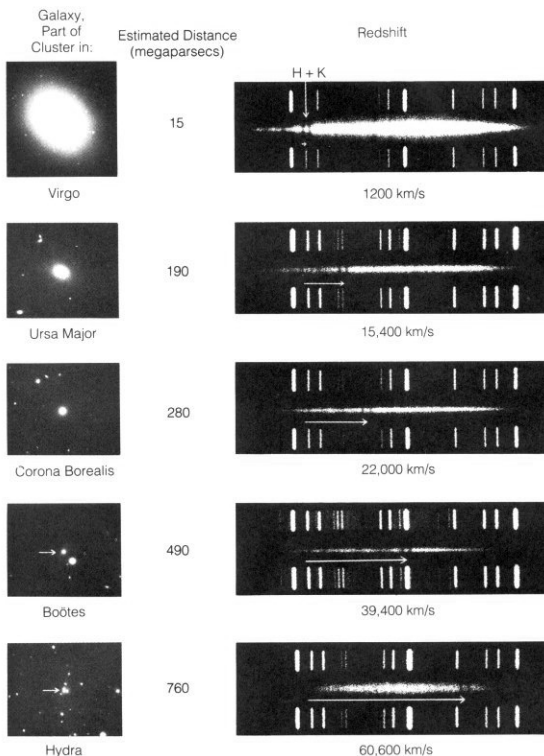 Galaxy,
Part of
Cluster in:
Estimated Distance
(megaparsecs)
Redshift
H + K
15
Virgo
1200 km/s
190
Ursa Major
15,400 km/s
280
Corona Borealis
22,000 km/s
490
Boötes
39,400 km/s
760
Hydra
60,600 km/s